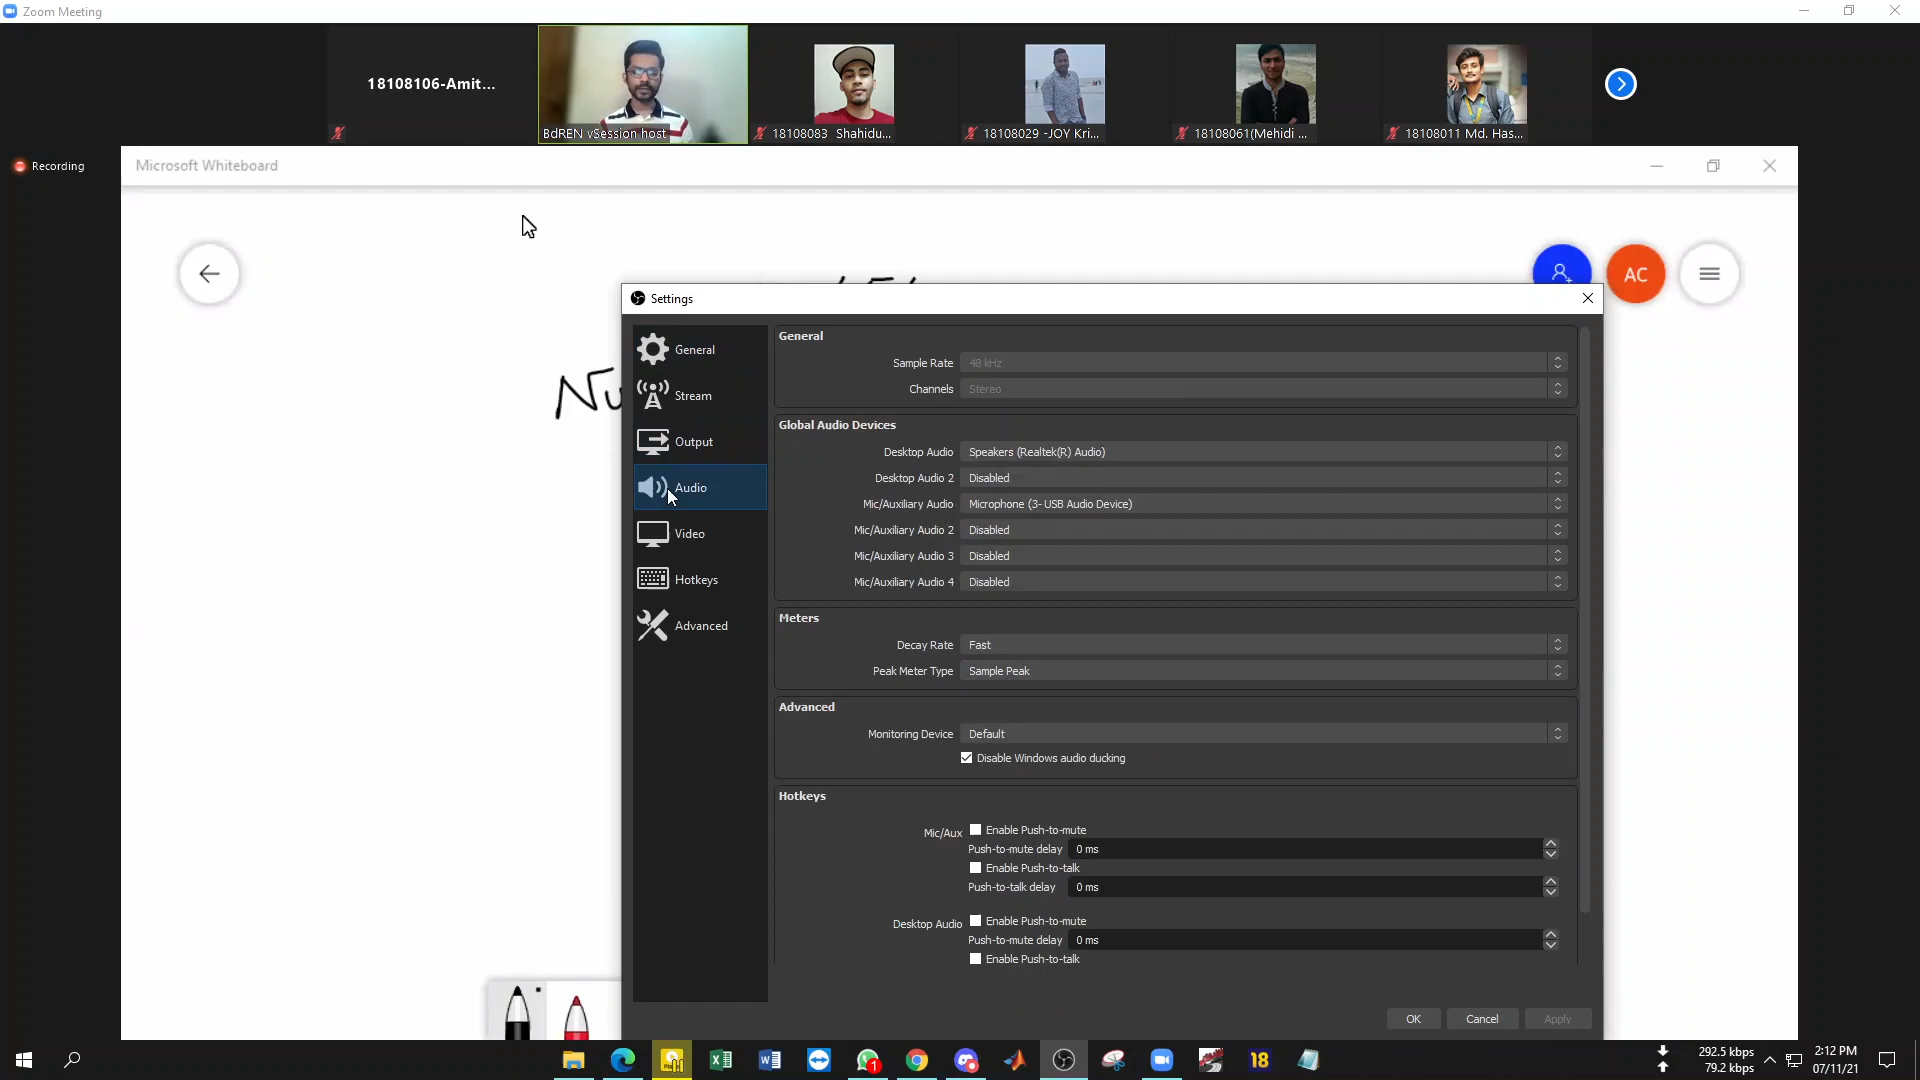 Zoom Meeting
18108106-Amit...
BdREN vSession host
18108083 Shahidu...
18108029 -JOY Kri...
18108061(Mehidi ...
18108011 Md. Has...
Recording
Microsoft Whiteboard
AC
Nu
Settings
General
Stream
Output
Audio
Video
Hotkeys
Advanced
General
Sample Rate 48 kHz
Channels Stereo
Global Audio Devices
Desktop Audio Speakers (Realtek(R) Audio)
Desktop Audio 2 Disabled
Mic/Auxiliary Audio Microphone (3- USB Audio Device)
Mic/Auxiliary Audio 2 Disabled
Mic/Auxiliary Audio 3 Disabled
Mic/Auxiliary Audio 4 Disabled
Meters
Decay Rate Fast
Peak Meter Type Sample Peak
Advanced
Monitoring Device Default
Disable Windows audio ducking
Hotkeys
Mic/Aux Enable Push-to-mute
Push-to-mute delay 0 ms
Enable Push-to-talk
Push-to-talk delay 0 ms
Desktop Audio Enable Push-to-mute
Push-to-mute delay 0 ms
Enable Push-to-talk
OK Cancel Apply
1
18
292.5 kbps
79.2 kbps
2:12 PM
07/11/21